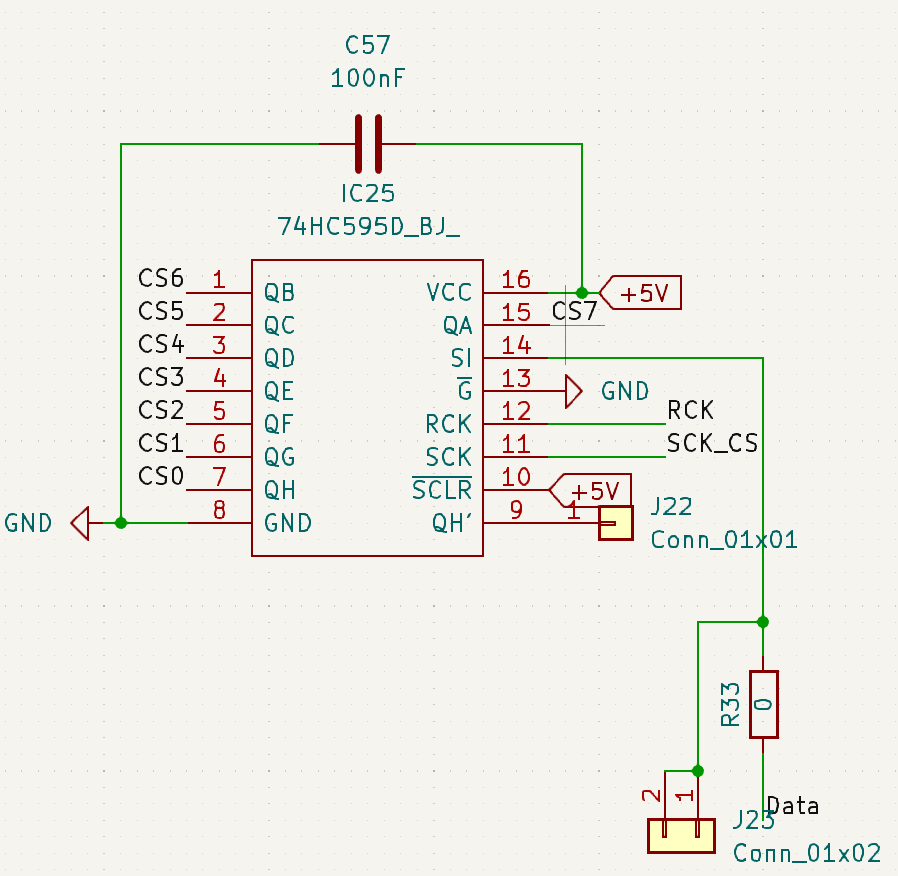 C57
100nF
IC25
74HC595D_BJ_
CS6 1 QB VCC 16 +5V
CS5 2 QC QA 15 CS7
CS4 3 QD SI 14
CS3 4 QE G 13 GND
CS2 5 QF RCK 12 RCK
CS1 6 QG SCK 11 SCK_CS
CS0 7 QH SCLR 10 +5V
GND 8 GND QH' 9 1 J22
Conn_01x01
R33 0
2 1 Data
J23
Conn_01x02